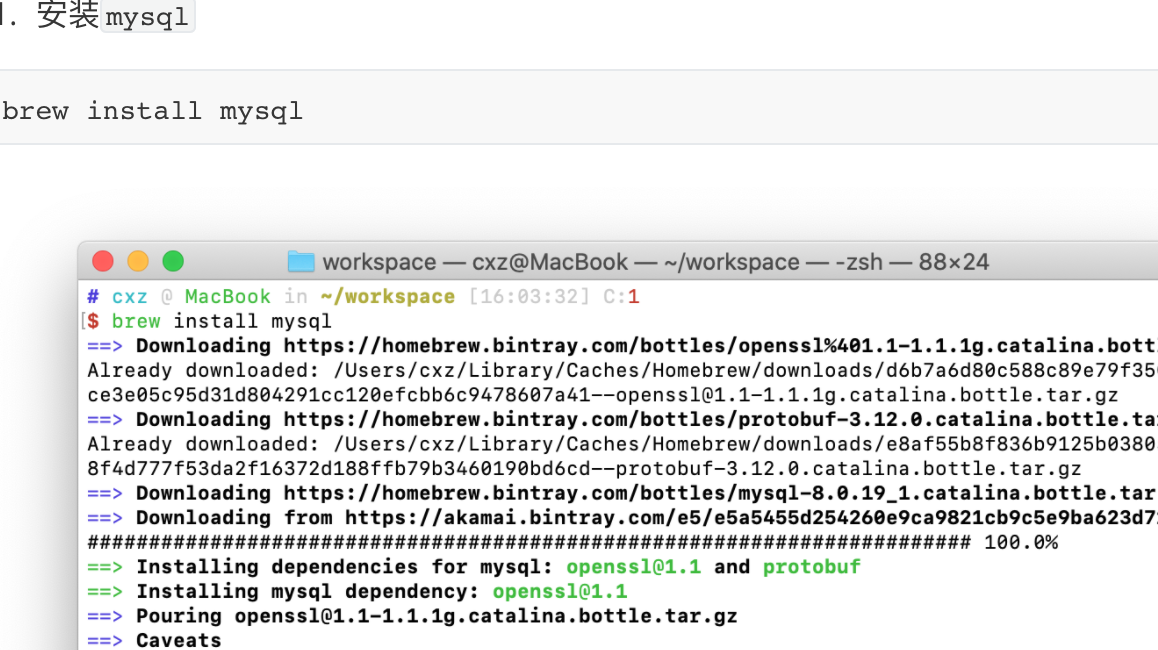 1. 安装mysql
brew install mysql
workspace — cxz@MacBook — ~/workspace — -zsh — 88×24
# cxz @ MacBook in ~/workspace [16:03:32] C:1
[$ brew install mysql
==> Downloading https://homebrew.bintray.com/bottles/openssl%401.1-1.1.1g.catalina.bott
Already downloaded: /Users/cxz/Library/Caches/Homebrew/downloads/d6b7a6d80c588c89e79f35
ce3e05c95d31d804291cc120efcbb6c9478607a41--openssl@1.1-1.1.1g.catalina.bottle.tar.gz
==> Downloading https://homebrew.bintray.com/bottles/protobuf-3.12.0.catalina.bottle.ta
Already downloaded: /Users/cxz/Library/Caches/Homebrew/downloads/e8af55b8f836b9125b0380
8f4d777f53da2f16372d188ffb79b3460190bd6cd--protobuf-3.12.0.catalina.bottle.tar.gz
==> Downloading https://homebrew.bintray.com/bottles/mysql-8.0.19_1.catalina.bottle.tar
==> Downloading from https://akamai.bintray.com/e5/e5a5455d254260e9ca9821cb9c5e9ba623d7
######################################################################## 100.0%
==> Installing dependencies for mysql: openssl@1.1 and protobuf
==> Installing mysql dependency: openssl@1.1
==> Pouring openssl@1.1-1.1.1g.catalina.bottle.tar.gz
==> Caveats